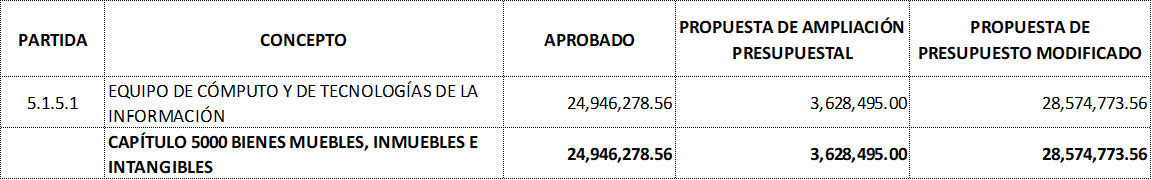 PARTIDA CONCEPTO APROBADO PROPUESTA DE AMPLIACIÓN PRESUPUESTAL PROPUESTA DE PRESUPUESTO MODIFICADO
5.1.5.1 EQUIPO DE CÓMPUTO Y DE TECNOLOGÍAS DE LA INFORMACIÓN 24,946,278.56 3,628,495.00 28,574,773.56
CAPÍTULO 5000 BIENES MUEBLES, INMUEBLES E INTANGIBLES 24,946,278.56 3,628,495.00 28,574,773.56